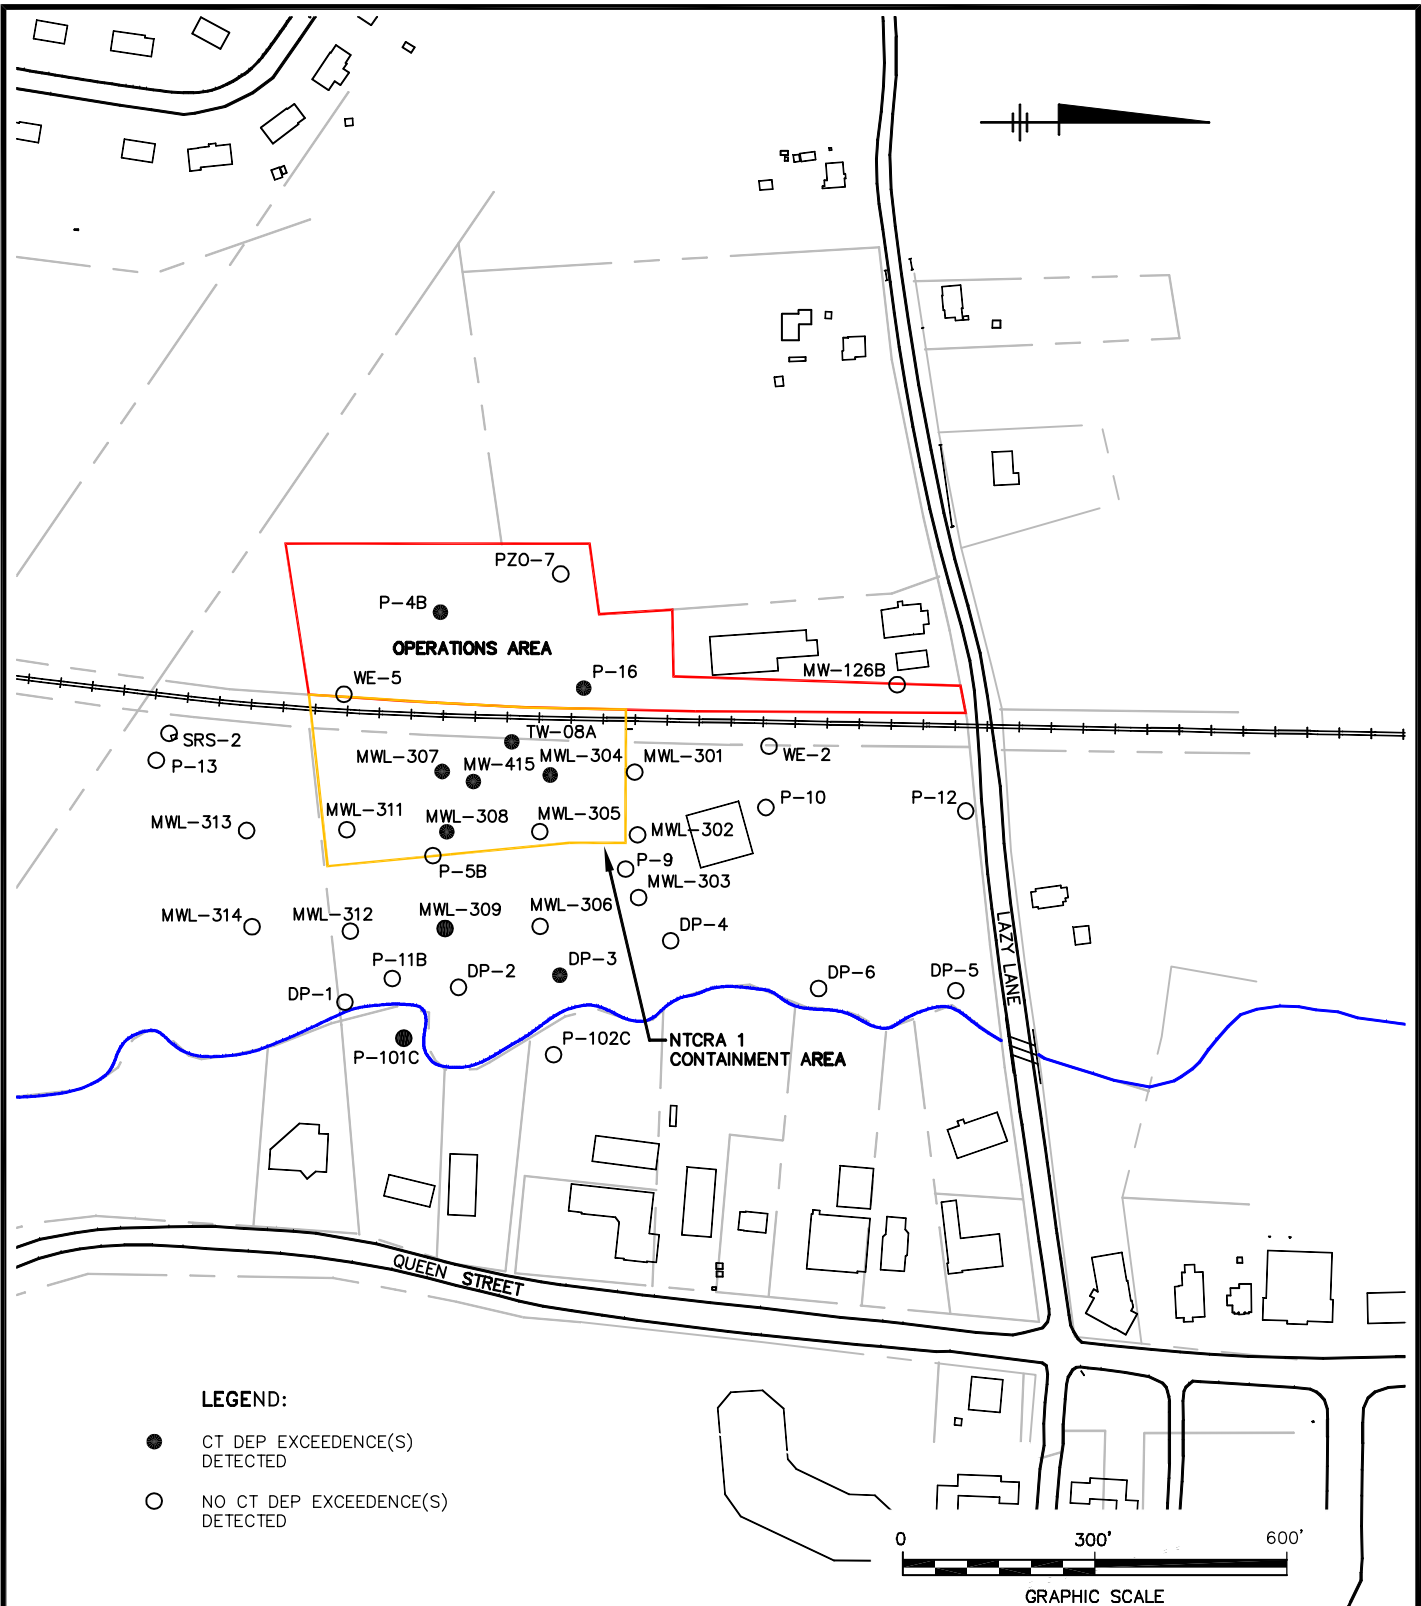 PZO-7
P-4B
OPERATIONS AREA
P-16
MW-126B
WE-5
TW-08A
SRS-2
P-13
MWL-307
MW-415
MWL-304
MWL-301
WE-2
MWL-313
MWL-311
MWL-308
MWL-305
MWL-302
P-10
P-12
P-5B
P-9
MWL-303
MWL-314
MWL-312
MWL-309
MWL-306
DP-4
P-11B
DP-2
DP-3
DP-6
DP-5
LAZY LANE
DP-1
P-101C
P-102C
NTCRA 1
CONTAINMENT AREA
QUEEN STREET
LEGEND:
CT DEP EXCEEDENCE(S)
DETECTED
NO CT DEP EXCEEDENCE(S)
DETECTED
0 300' 600'
GRAPHIC SCALE